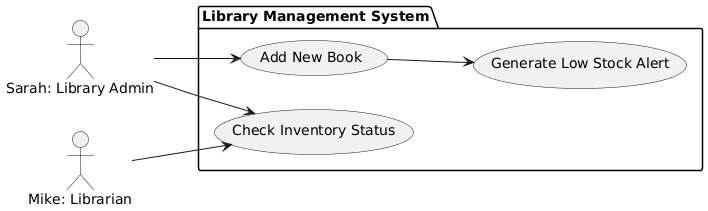 Library Management System
Sarah: Library Admin
Add New Book
Generate Low Stock Alert
Check Inventory Status
Mike: Librarian